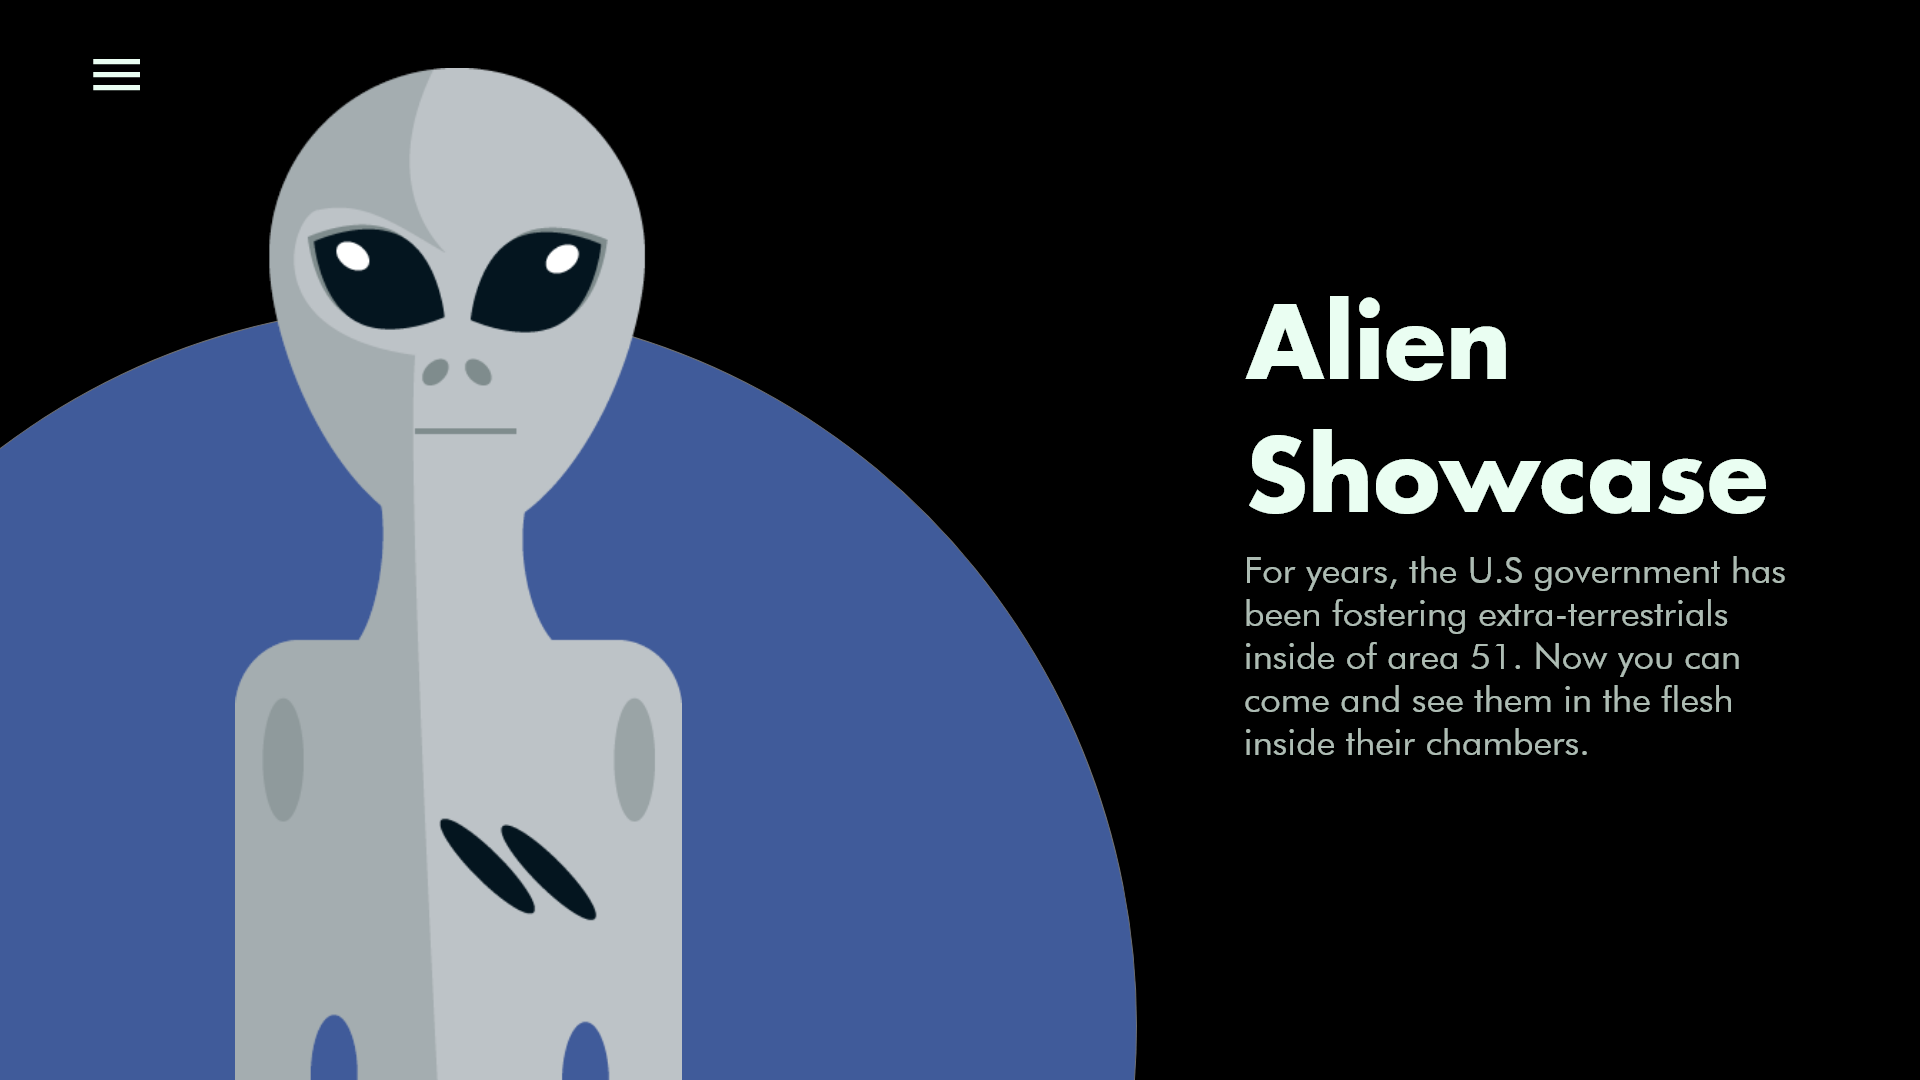 Alien
Showcase
For years, the U.S government has
been fostering extra-terrestrials
inside of area 51. Now you can
come and see them in the flesh
inside their chambers.